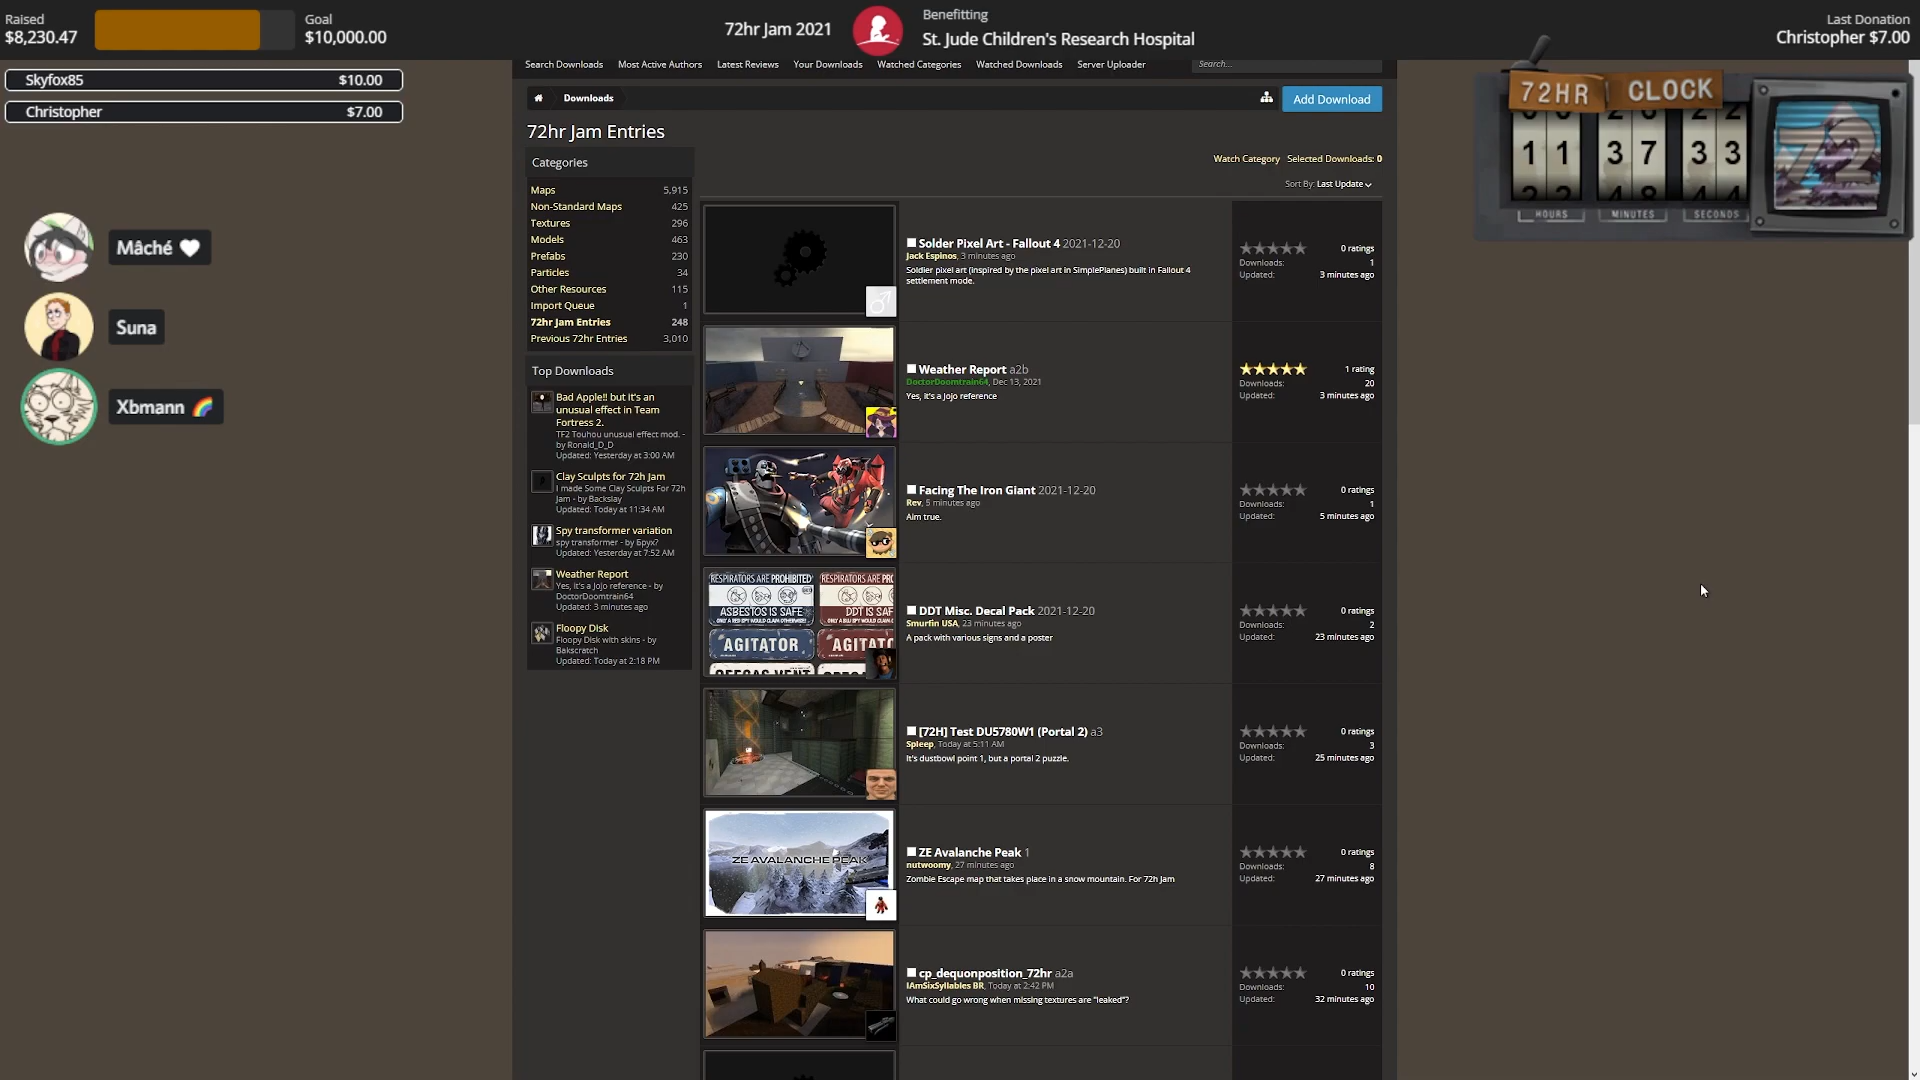 Raised
$8,230.47
Goal
$10,000.00
72hr Jam 2021
Benefitting
St. Jude Children's Research Hospital
Last Donation
Christopher $7.00
Skyfox85 $10.00
Christopher $7.00
Mâché 🤍
Suna
Xbmann 🌈
72HR CLOCK
11 37 33
HOURS MINUTES SECONDS
72
Search Downloads Most Active Authors Latest Reviews Your Downloads Watched Categories Watched Downloads Server Uploader Search...
Downloads
Add Download
72hr Jam Entries
Watch Category Selected Downloads: 0
Sort By: Last Update
Categories
Maps 5,915
Non-Standard Maps 425
Textures 296
Models 463
Prefabs 230
Particles 34
Other Resources 115
Import Queue 1
72hr Jam Entries 248
Previous 72hr Entries 3,010
Top Downloads
Bad Apple!! but it's an
unusual effect in Team
Fortress 2.
TF2 Touhou unusual effect mod. -
by Ronald_D_D
Updated: Yesterday at 3:00 AM
Clay Sculpts for 72h Jam
I made Some Clay Sculpts For 72h
Jam - by Backslay
Updated: Today at 11:34 AM
Spy transformer variation
spy transformer - by Брух?
Updated: Yesterday at 7:52 AM
Weather Report
Yes, it's a Jojo reference - by
DoctorDoomtrain64
Updated: 3 minutes ago
Floopy Disk
Floopy Disk with skins - by
Bakscratch
Updated: Today at 2:18 PM
Solder Pixel Art - Fallout 4 2021-12-20
Jack Espinos, 3 minutes ago
Soldier pixel art (inspired by the pixel art in SimplePlanes) built in Fallout 4
settlement mode.
0 ratings
Downloads: 1
Updated: 3 minutes ago
Weather Report a2b
DoctorDoomtrain64, Dec 13, 2021
Yes, it's a Jojo reference
1 rating
Downloads: 20
Updated: 3 minutes ago
Facing The Iron Giant 2021-12-20
Rev, 5 minutes ago
Aim true.
0 ratings
Downloads: 1
Updated: 5 minutes ago
RESPIRATORS ARE PROHIBITED RESPIRATORS ARE PRO
ASBESTOS IS SAFE DDT IS SAF
ONLY A RED SPY WOULD CLAIM OTHERWISE! ONLY A BLU SPY WOULD CLAIM
AGITATOR AGITAT
DDT Misc. Decal Pack 2021-12-20
Smurfin USA, 23 minutes ago
A pack with various signs and a poster
0 ratings
Downloads: 2
Updated: 23 minutes ago
[72H] Test DU5780W1 (Portal 2) a3
Spleep, Today at 5:11 AM
It's dustbowl point 1, but a portal 2 puzzle.
0 ratings
Downloads: 3
Updated: 25 minutes ago
ZE AVALANCHE PEAK
ZE Avalanche Peak 1
nutwoomy, 27 minutes ago
Zombie Escape map that takes place in a snow mountain. For 72h Jam
0 ratings
Downloads: 8
Updated: 27 minutes ago
cp_dequonposition_72hr a2a
IAmSixSyllables BR, Today at 2:42 PM
What could go wrong when missing textures are "leaked"?
0 ratings
Downloads: 10
Updated: 32 minutes ago